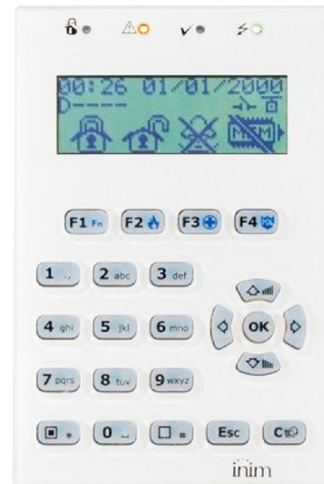 00:26 01/01/2000
D----
MEM
F1 Fn F2 F3 F4
1 ., 2 abc 3 def
4 ghi 5 jkl 6 mno OK
7 pqrs 8 tuv 9 wxyz
* 0 # Esc C
inim